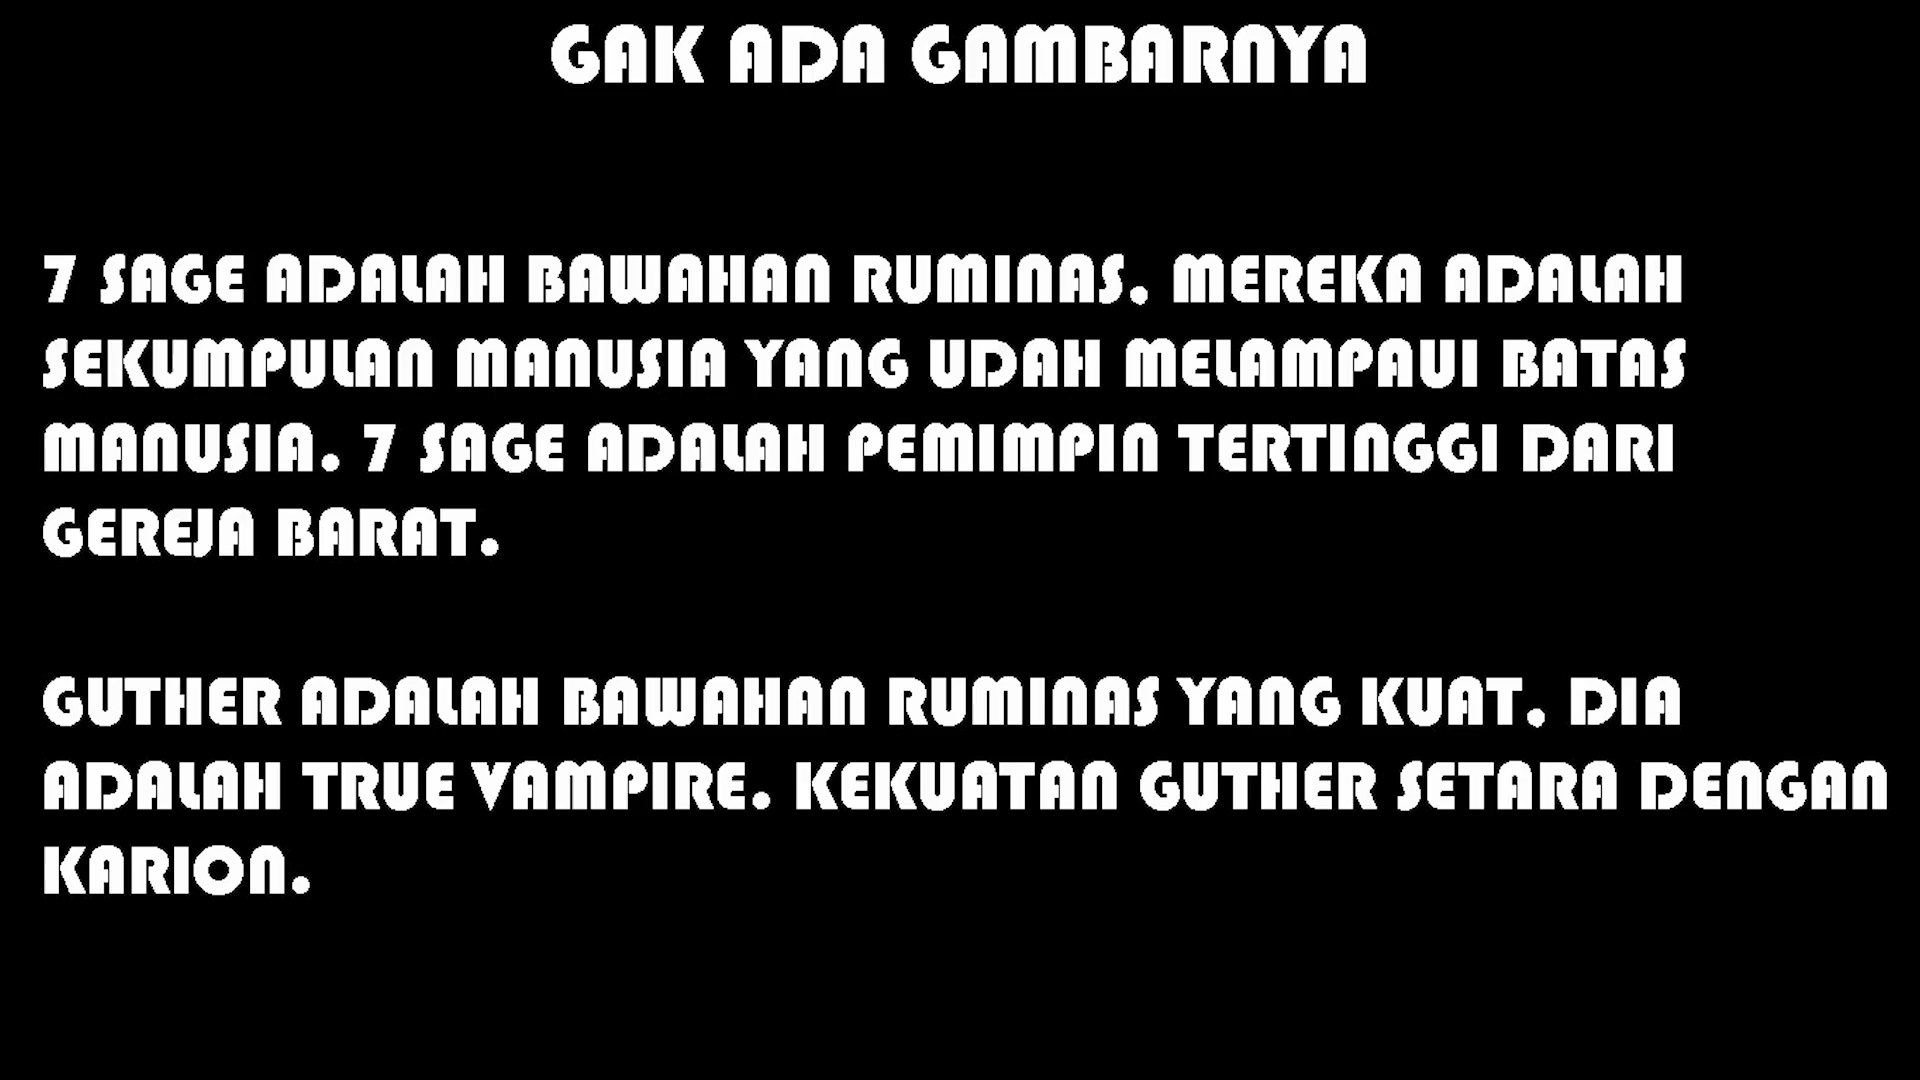 GAK ADA GAMBARNYA
7 SAGE ADALAH BAWAHAN RUMINAS. MEREKA ADALAH
SEKUMPULAN MANUSIA YANG UDAH MELAMPAUI BATAS
MANUSIA. 7 SAGE ADALAH PEMIMPIN TERTINGGI DARI
GEREJA BARAT.
GUTHER ADALAH BAWAHAN RUMINAS YANG KUAT. DIA
ADALAH TRUE VAMPIRE. KEKUATAN GUTHER SETARA DENGAN
KARION.